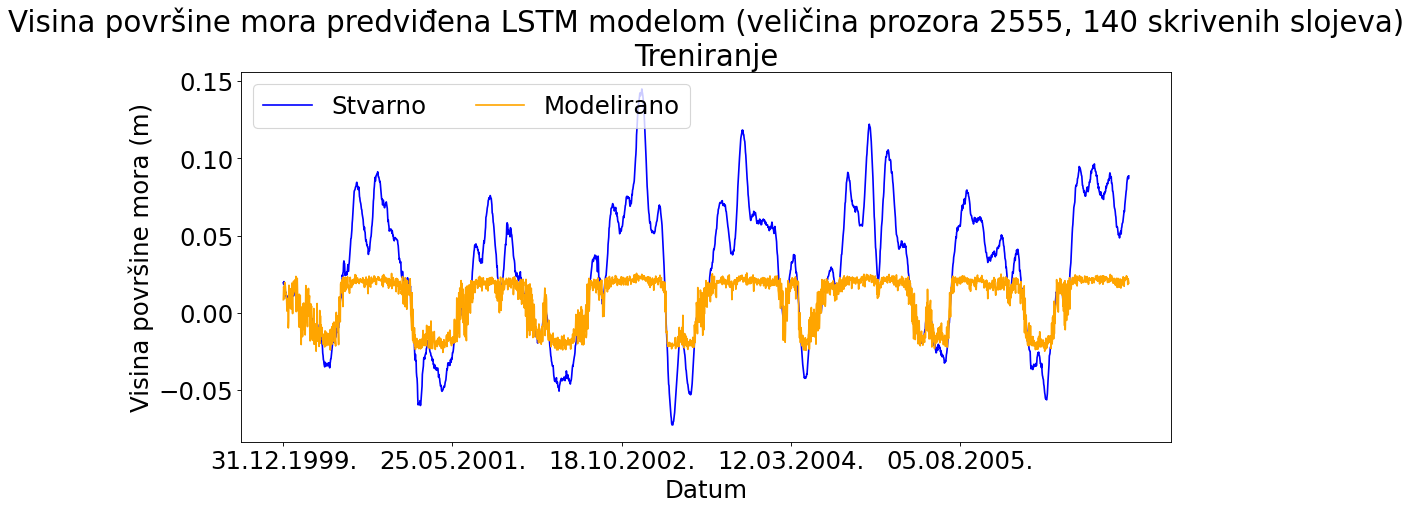 Visina površine mora predviđena LSTM modelom (veličina prozora 2555, 140 skrivenih slojeva)
Treniranje
Stvarno Modelirano
Visina površine mora (m)
0.15
0.10
0.05
0.00
−0.05
31.12.1999. 25.05.2001. 18.10.2002. 12.03.2004. 05.08.2005.
Datum